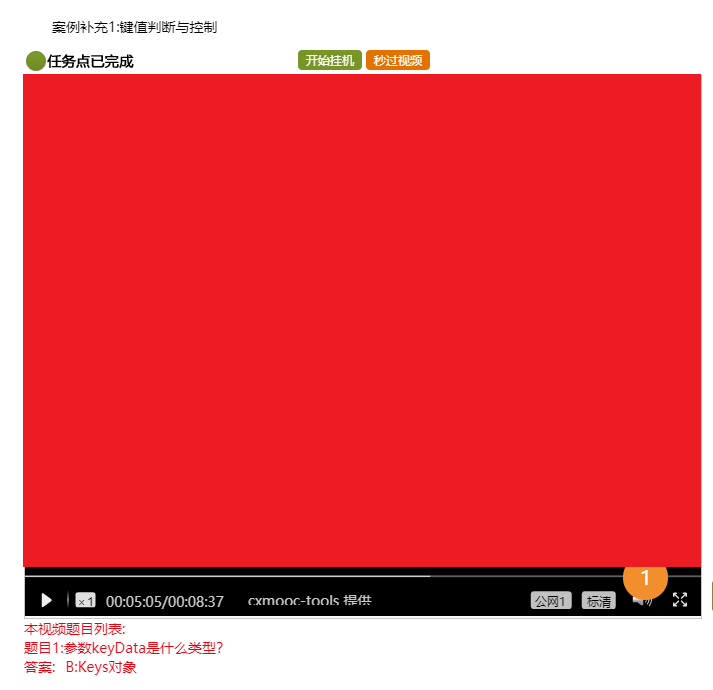 案例补充1:键值判断与控制
任务点已完成
开始挂机 秒过视频
1
×1 00:05:05/00:08:37 cxmooc-tools 提供 公网1 标清
本视频题目列表:
题目1:参数keyData是什么类型?
答案: B:Keys对象